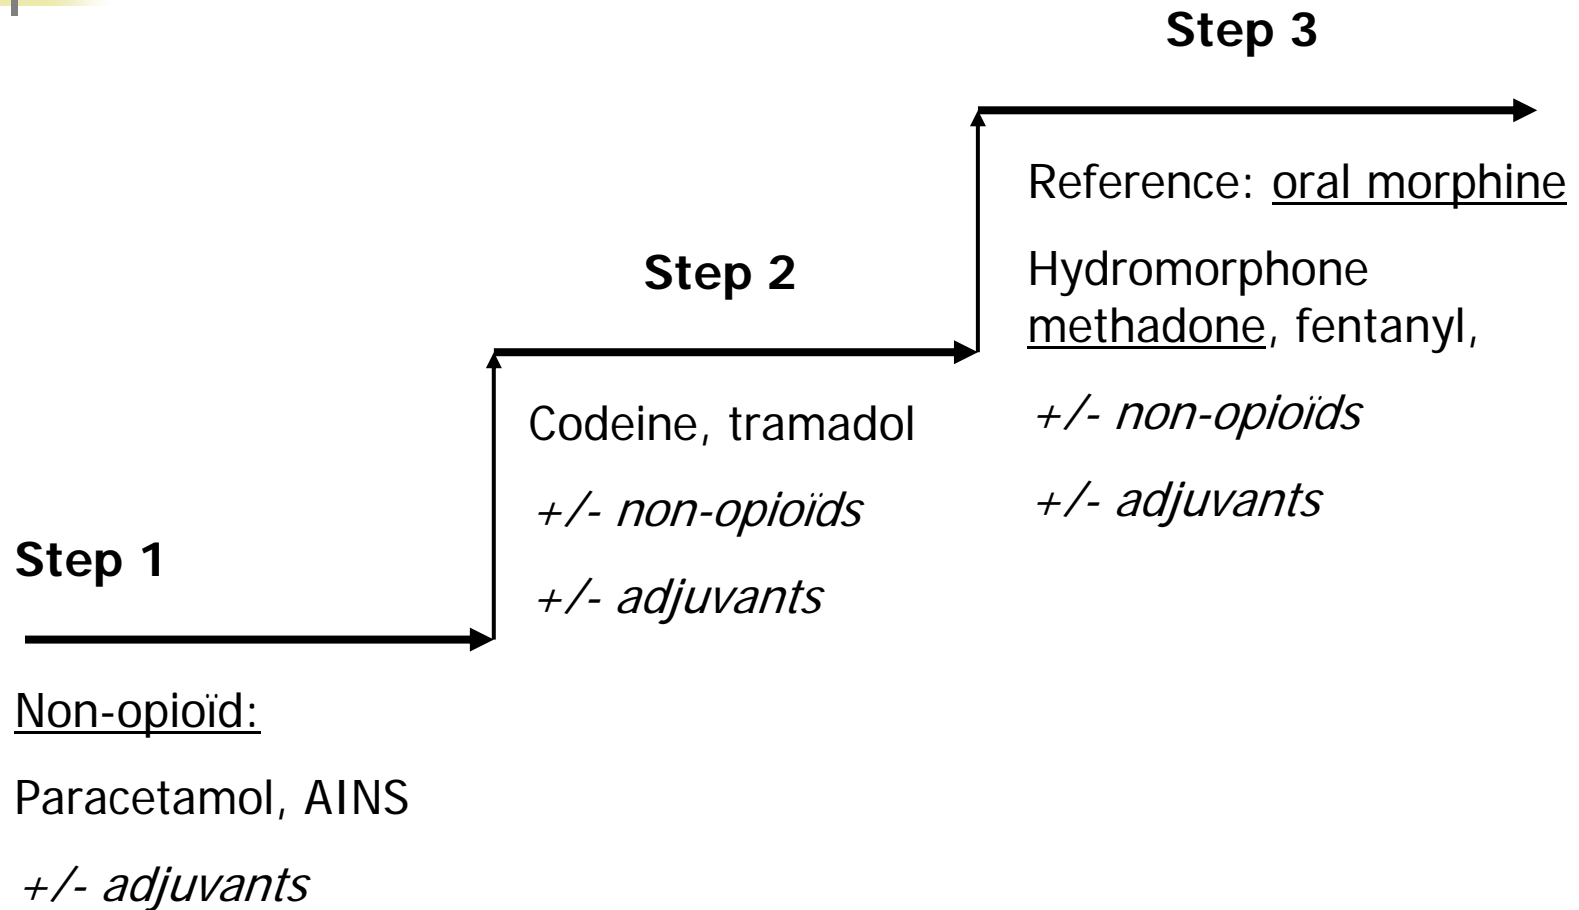 Step 1
Non-opioïd:
Paracetamol, AINS
+/- adjuvants
Step 2
Codeine, tramadol
+/- non-opioïds
+/- adjuvants
Step 3
Reference: oral morphine
Hydromorphone
methadone, fentanyl,
+/- non-opioïds
+/- adjuvants